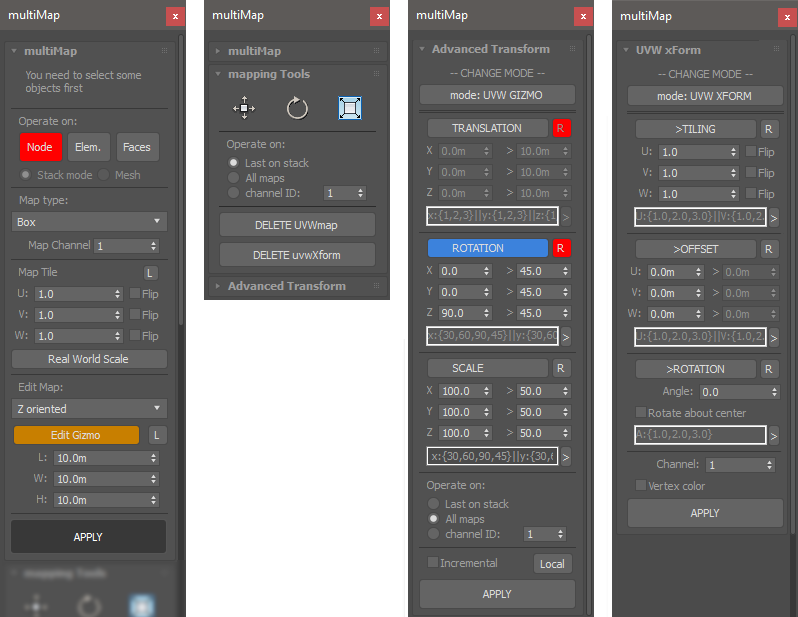 multiMap x
multiMap
You need to select some
objects first
Operate on:
Node Elem. Faces
Stack mode Mesh
Map type:
Box
Map Channel 1
Map Tile L
U: 1.0 Flip
V: 1.0 Flip
W: 1.0 Flip
Real World Scale
Edit Map:
Z oriented
Edit Gizmo L
L: 10.0m
W: 10.0m
H: 10.0m
APPLY
mapping Tools
multiMap x
multiMap
mapping Tools
Operate on:
Last on stack
All maps
channel ID: 1
DELETE UVWmap
DELETE uvwXform
Advanced Transform
multiMap x
Advanced Transform
-- CHANGE MODE --
mode: UVW GIZMO
TRANSLATION R
X 0.0m > 10.0m
Y 0.0m > 10.0m
Z 0.0m > 10.0m
x:{1,2,3}||y:{1,2,3}||z:{1 >
ROTATION R
X 0.0 > 45.0
Y 0.0 > 45.0
Z 90.0 > 45.0
x:{30,60,90,45}||y:{30,60 >
SCALE R
X 100.0 > 50.0
Y 100.0 > 50.0
Z 100.0 > 50.0
x:{30,60,90,45}||y:{30,6 >
Operate on:
Last on stack
All maps
channel ID: 1
Incremental Local
APPLY
multiMap x
UVW xForm
-- CHANGE MODE --
mode: UVW XFORM
>TILING R
U: 1.0 Flip
V: 1.0 Flip
W: 1.0 Flip
U:{1.0,2.0,3.0}||V:{1.0,2. >
>OFFSET R
U: 0.0m > 0.0m
V: 0.0m > 0.0m
W: 0.0m > 0.0m
U:{1.0,2.0,3.0}||V:{1.0,2. >
>ROTATION R
Angle: 0.0
Rotate about center
A:{1.0,2.0,3.0} >
Channel: 1
Vertex color
APPLY